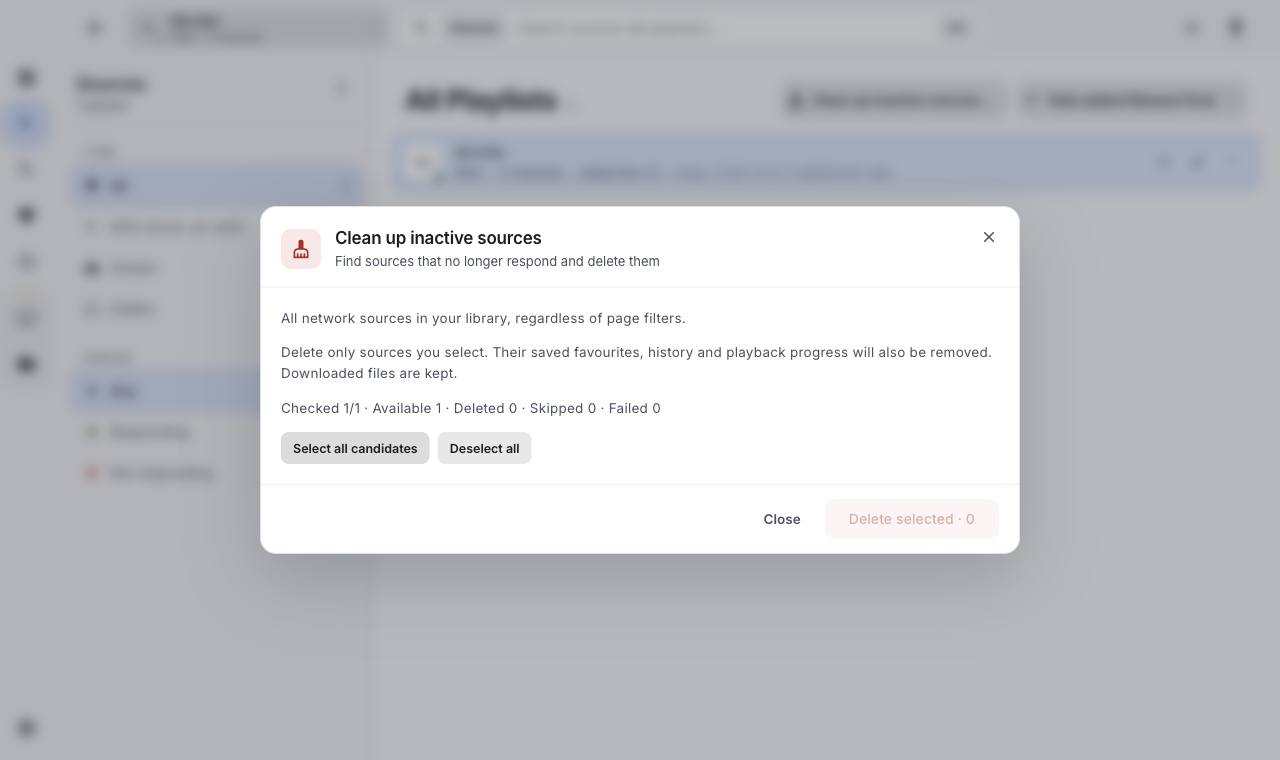 Sources
All Playlists
Clean up inactive sources
Find sources that no longer respond and delete them
All network sources in your library, regardless of page filters.
Delete only sources you select. Their saved favourites, history and playback progress will also be removed.
Downloaded files are kept.
Checked 1/1 · Available 1 · Deleted 0 · Skipped 0 · Failed 0
Select all candidates
Deselect all
Close
Delete selected · 0